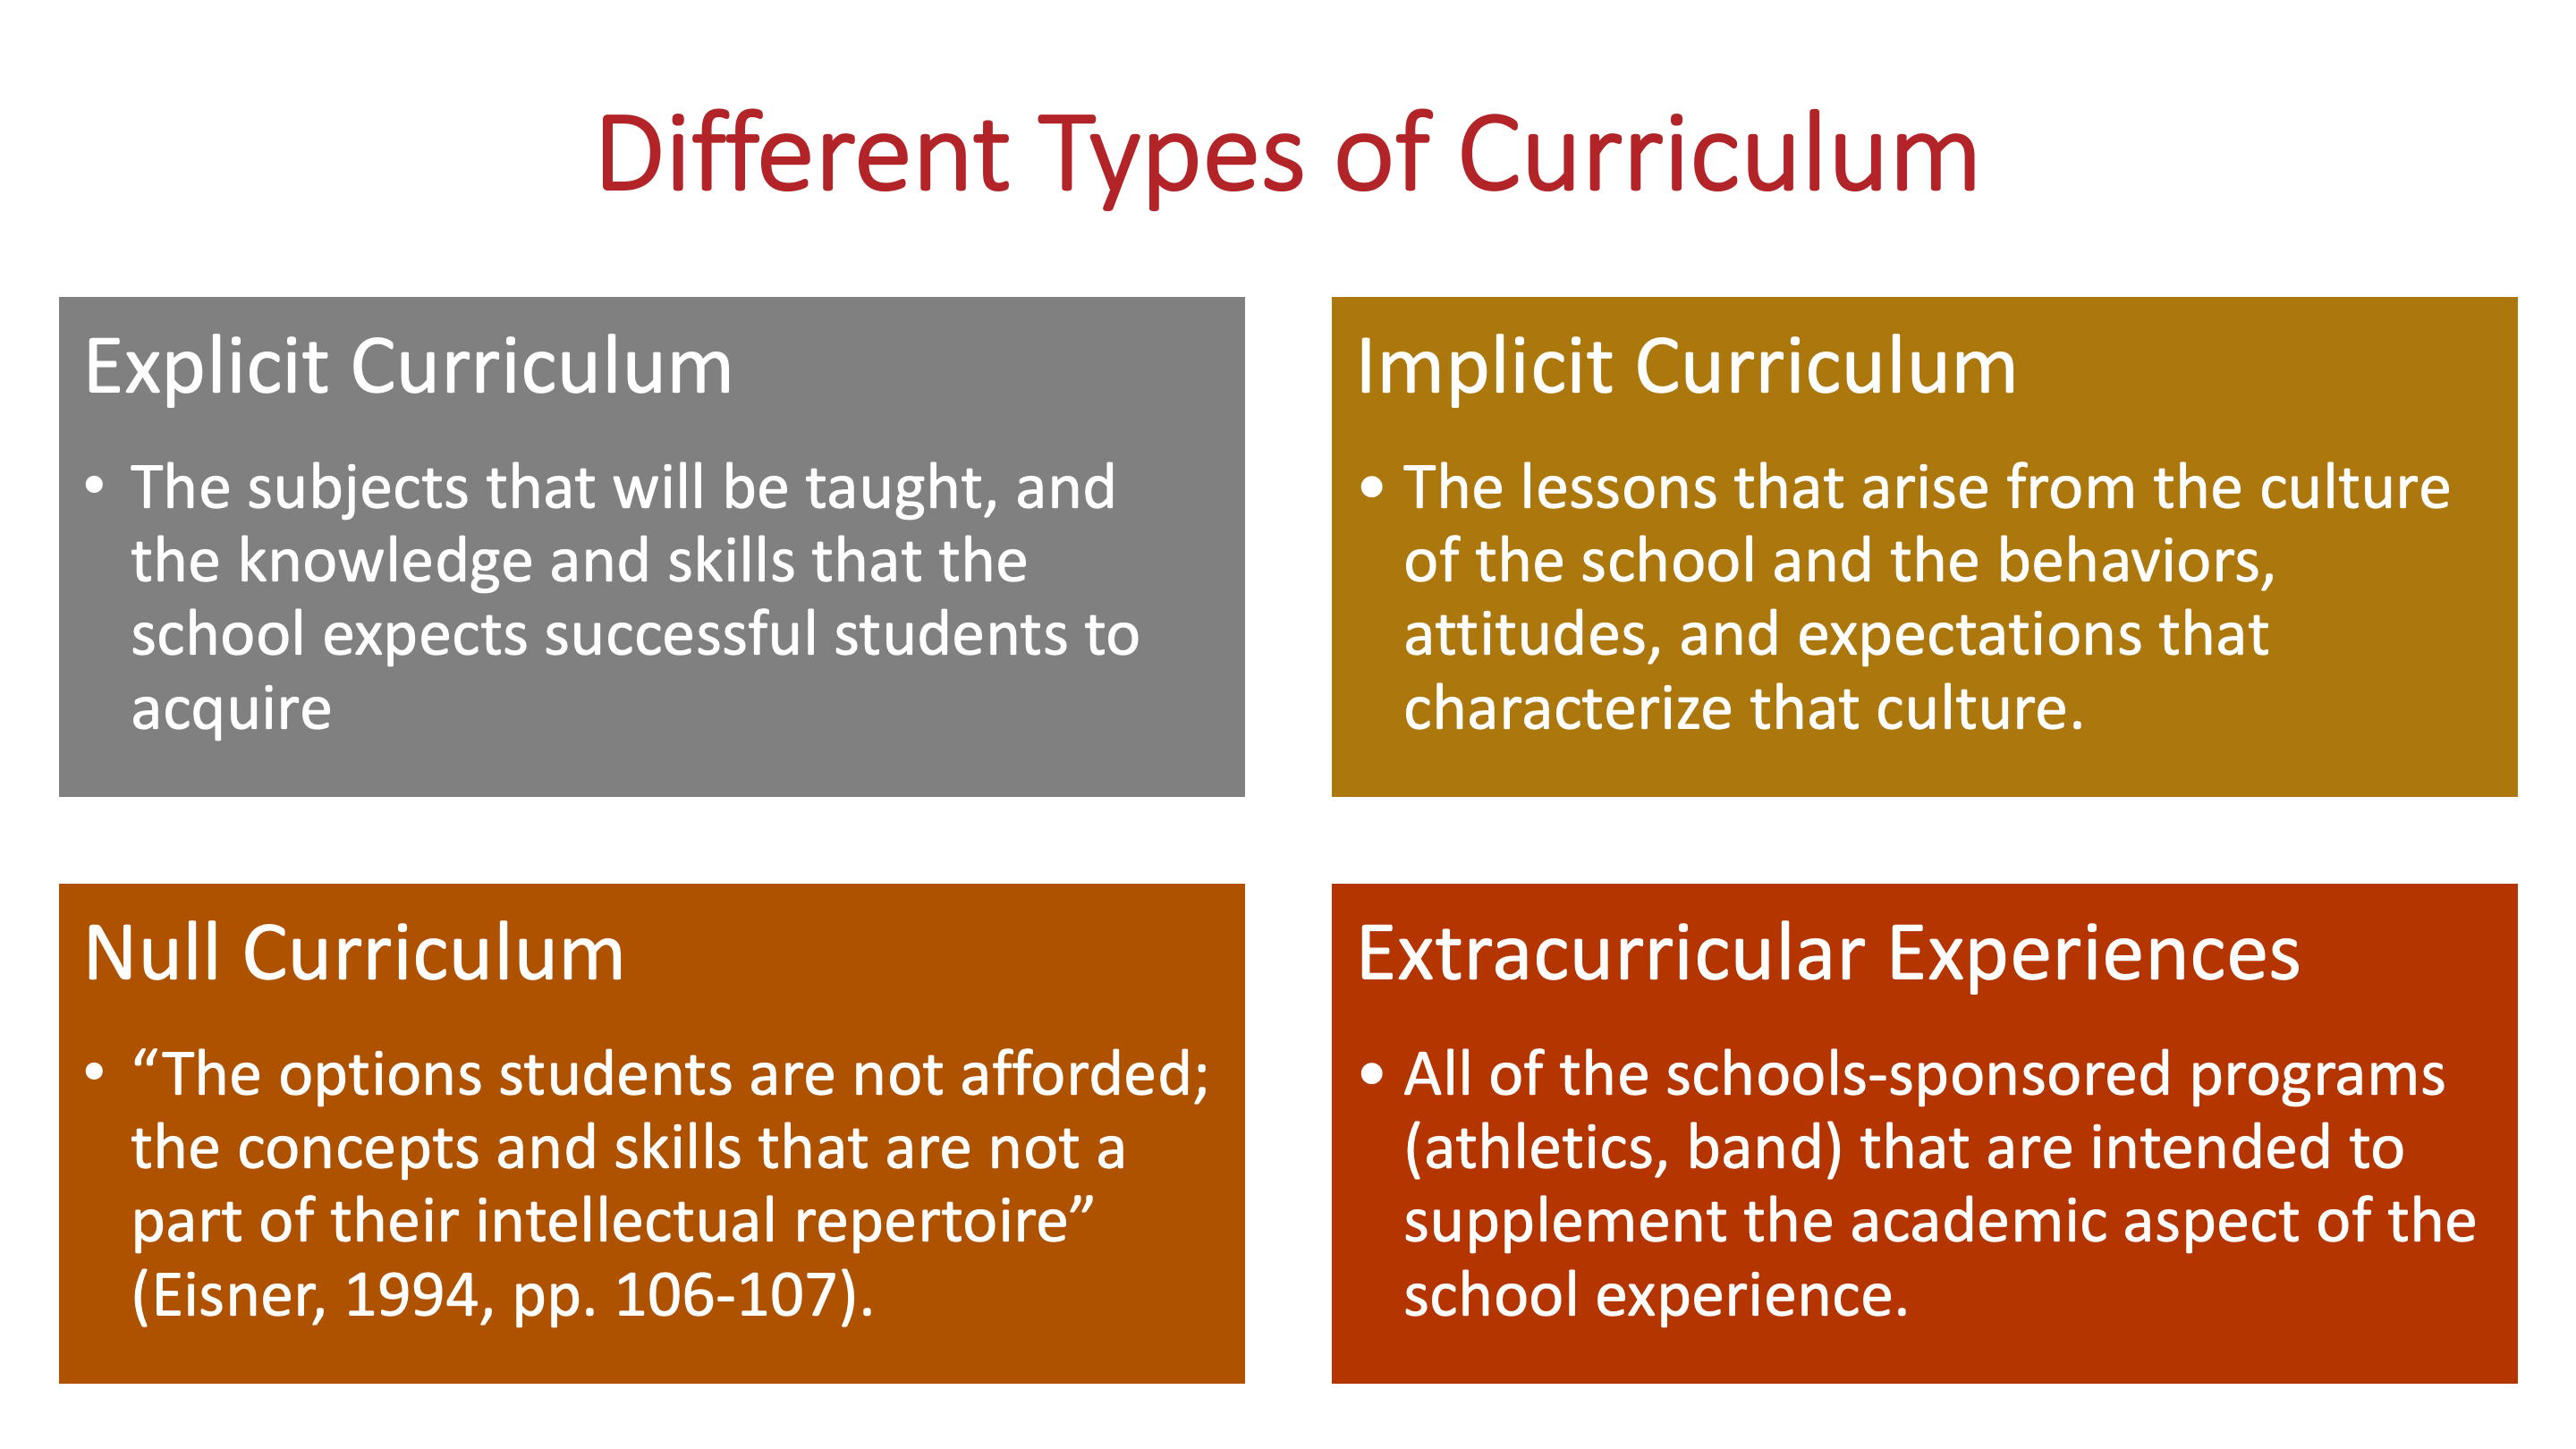 Different Types of Curriculum
Explicit Curriculum
• The subjects that will be taught, and
the knowledge and skills that the
school expects successful students to
acquire
Implicit Curriculum
• The lessons that arise from the culture
of the school and the behaviors,
attitudes, and expectations that
characterize that culture.
Null Curriculum
• “The options students are not afforded;
the concepts and skills that are not a
part of their intellectual repertoire”
(Eisner, 1994, pp. 106-107).
Extracurricular Experiences
• All of the schools-sponsored programs
(athletics, band) that are intended to
supplement the academic aspect of the
school experience.